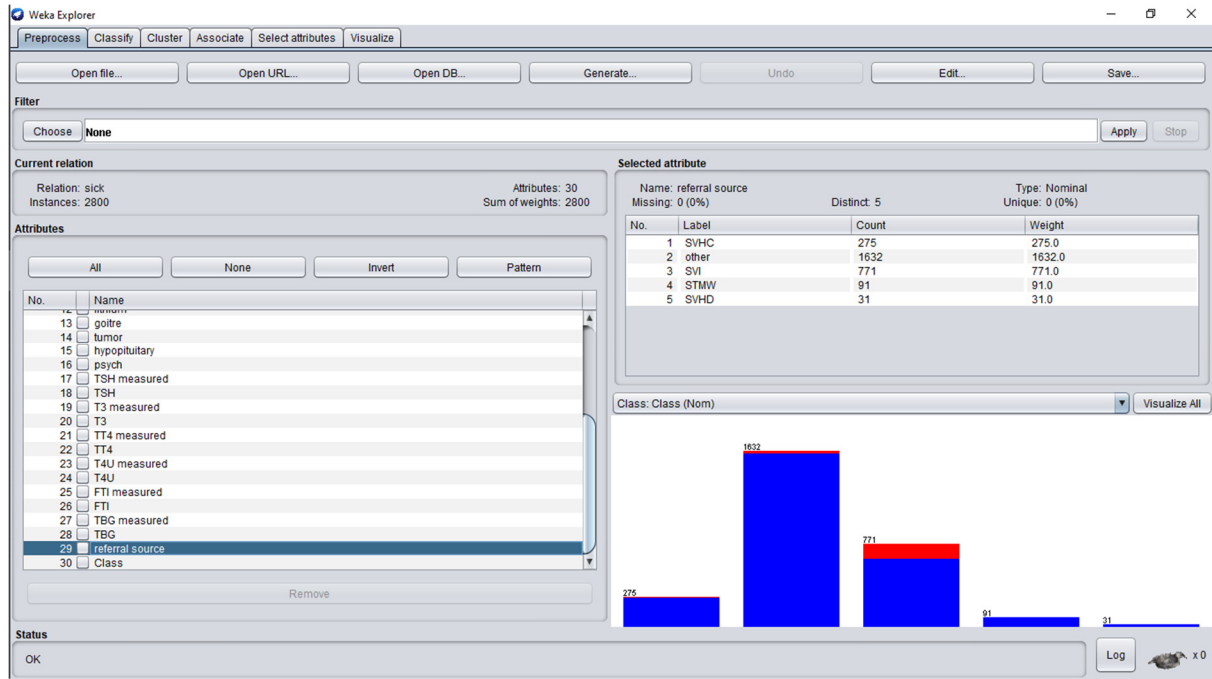 Weka Explorer
Preprocess Classify Cluster Associate Select attributes Visualize
Open file... Open URL... Open DB... Generate... Undo Edit... Save...
Filter
Choose None Apply Stop
Current relation
Relation: sick Attributes: 30
Instances: 2800 Sum of weights: 2800
Attributes
All None Invert Pattern
No. Name
12 lithium
13 goitre
14 tumor
15 hypopituitary
16 psych
17 TSH measured
18 TSH
19 T3 measured
20 T3
21 TT4 measured
22 TT4
23 T4U measured
24 T4U
25 FTI measured
26 FTI
27 TBG measured
28 TBG
29 referral source
30 Class
Remove
Selected attribute
Name: referral source Type: Nominal
Missing: 0 (0%) Distinct: 5 Unique: 0 (0%)
No. Label Count Weight
1 SVHC 275 275.0
2 other 1632 1632.0
3 SVI 771 771.0
4 STMW 91 91.0
5 SVHD 31 31.0
Class: Class (Nom) Visualize All
1632
771
275
91
31
Status
OK
Log x 0